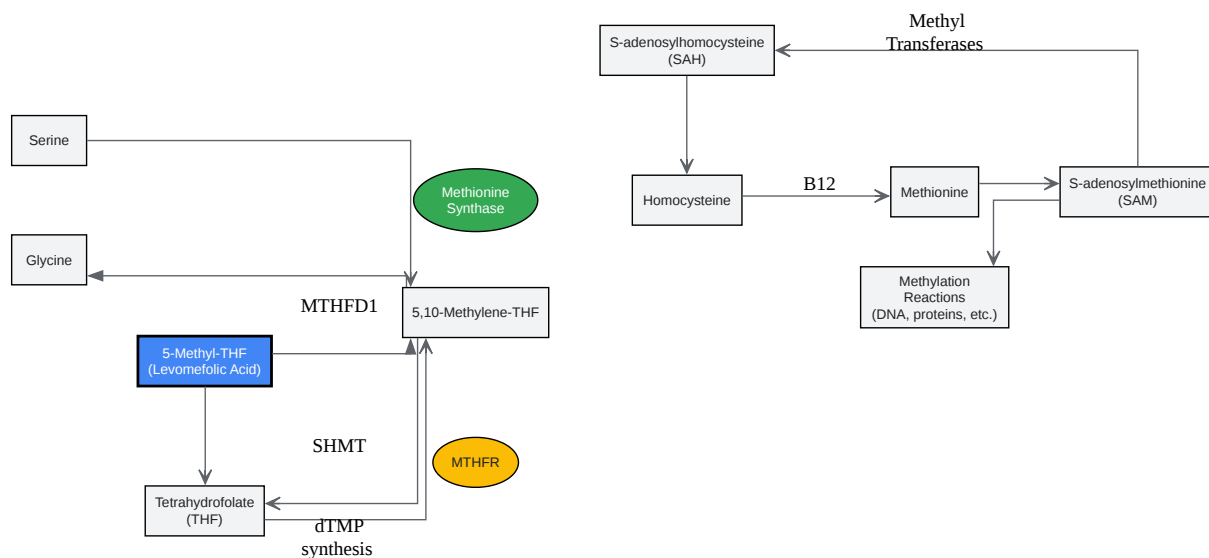 Methyl
Transferases
S-adenosylhomocysteine
(SAH)
Serine
Methionine
Synthase
Homocysteine
B12
Methionine
S-adenosylmethionine
(SAM)
Glycine
MTHFD1
5,10-Methylene-THF
Methylation
Reactions
(DNA, proteins, etc.)
5-Methyl-THF
(Levomefolic Acid)
SHMT
MTHFR
Tetrahydrofolate
(THF)
dTMP
synthesis